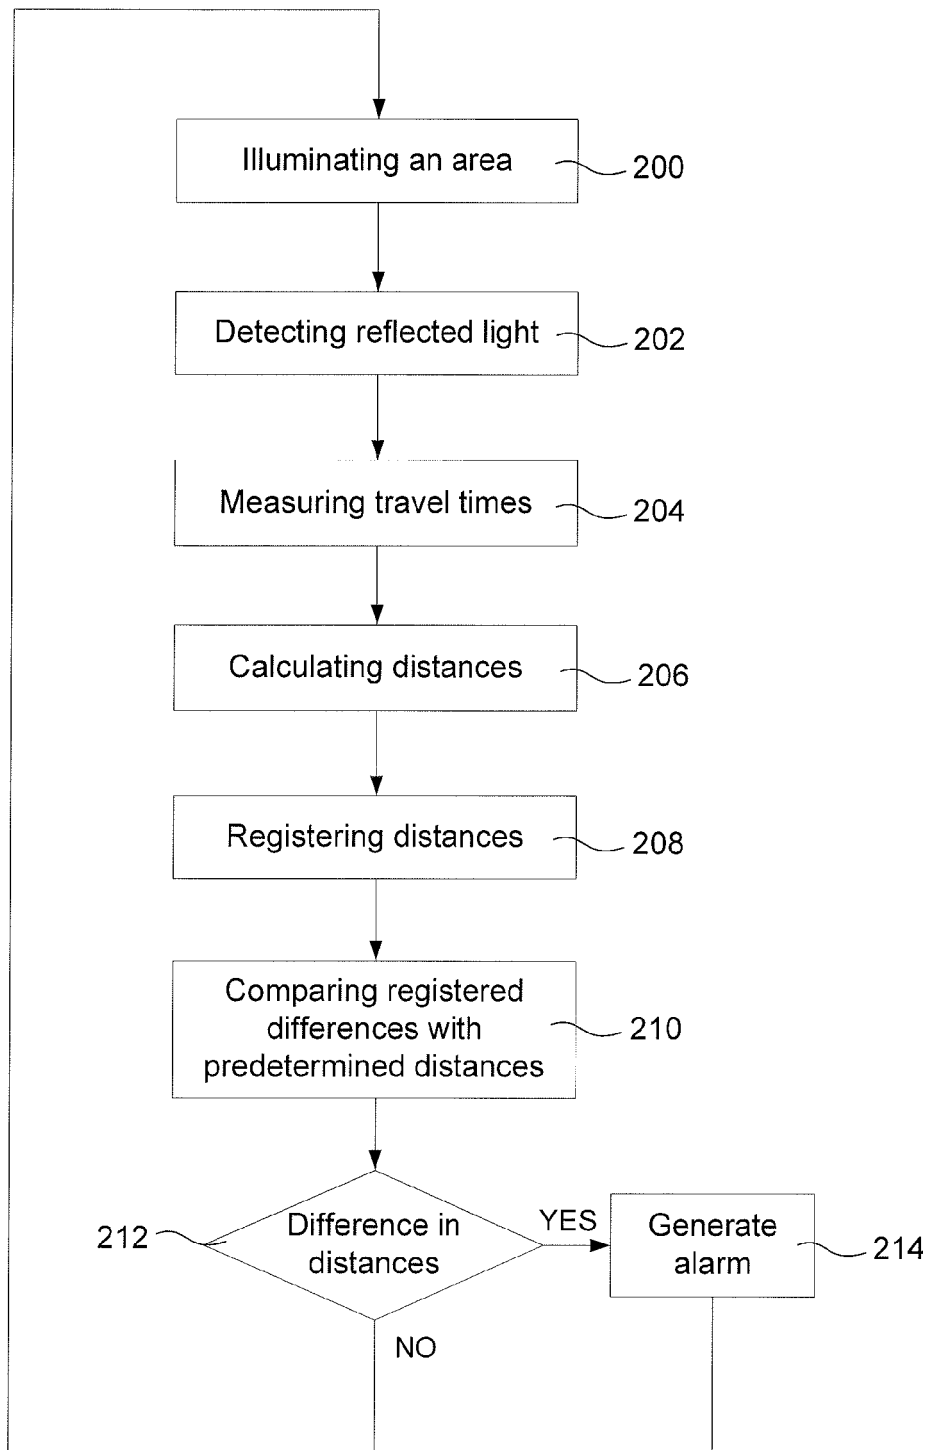 Illuminating an area
200
Detecting reflected light
202
Measuring travel times
204
Calculating distances
206
Registering distances
208
Comparing registered
differences with
predetermined distances
210
212
Difference in
distances
YES
Generate
alarm
214
NO